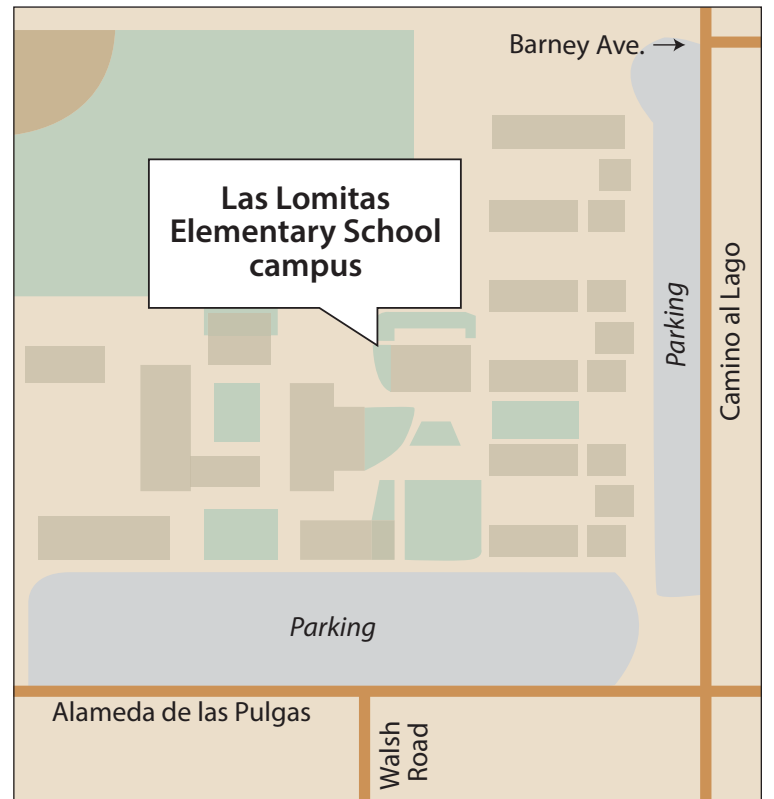 Barney Ave.
Las Lomitas
Elementary School
campus
Parking
Camino al Lago
Parking
Alameda de las Pulgas
Walsh
Road